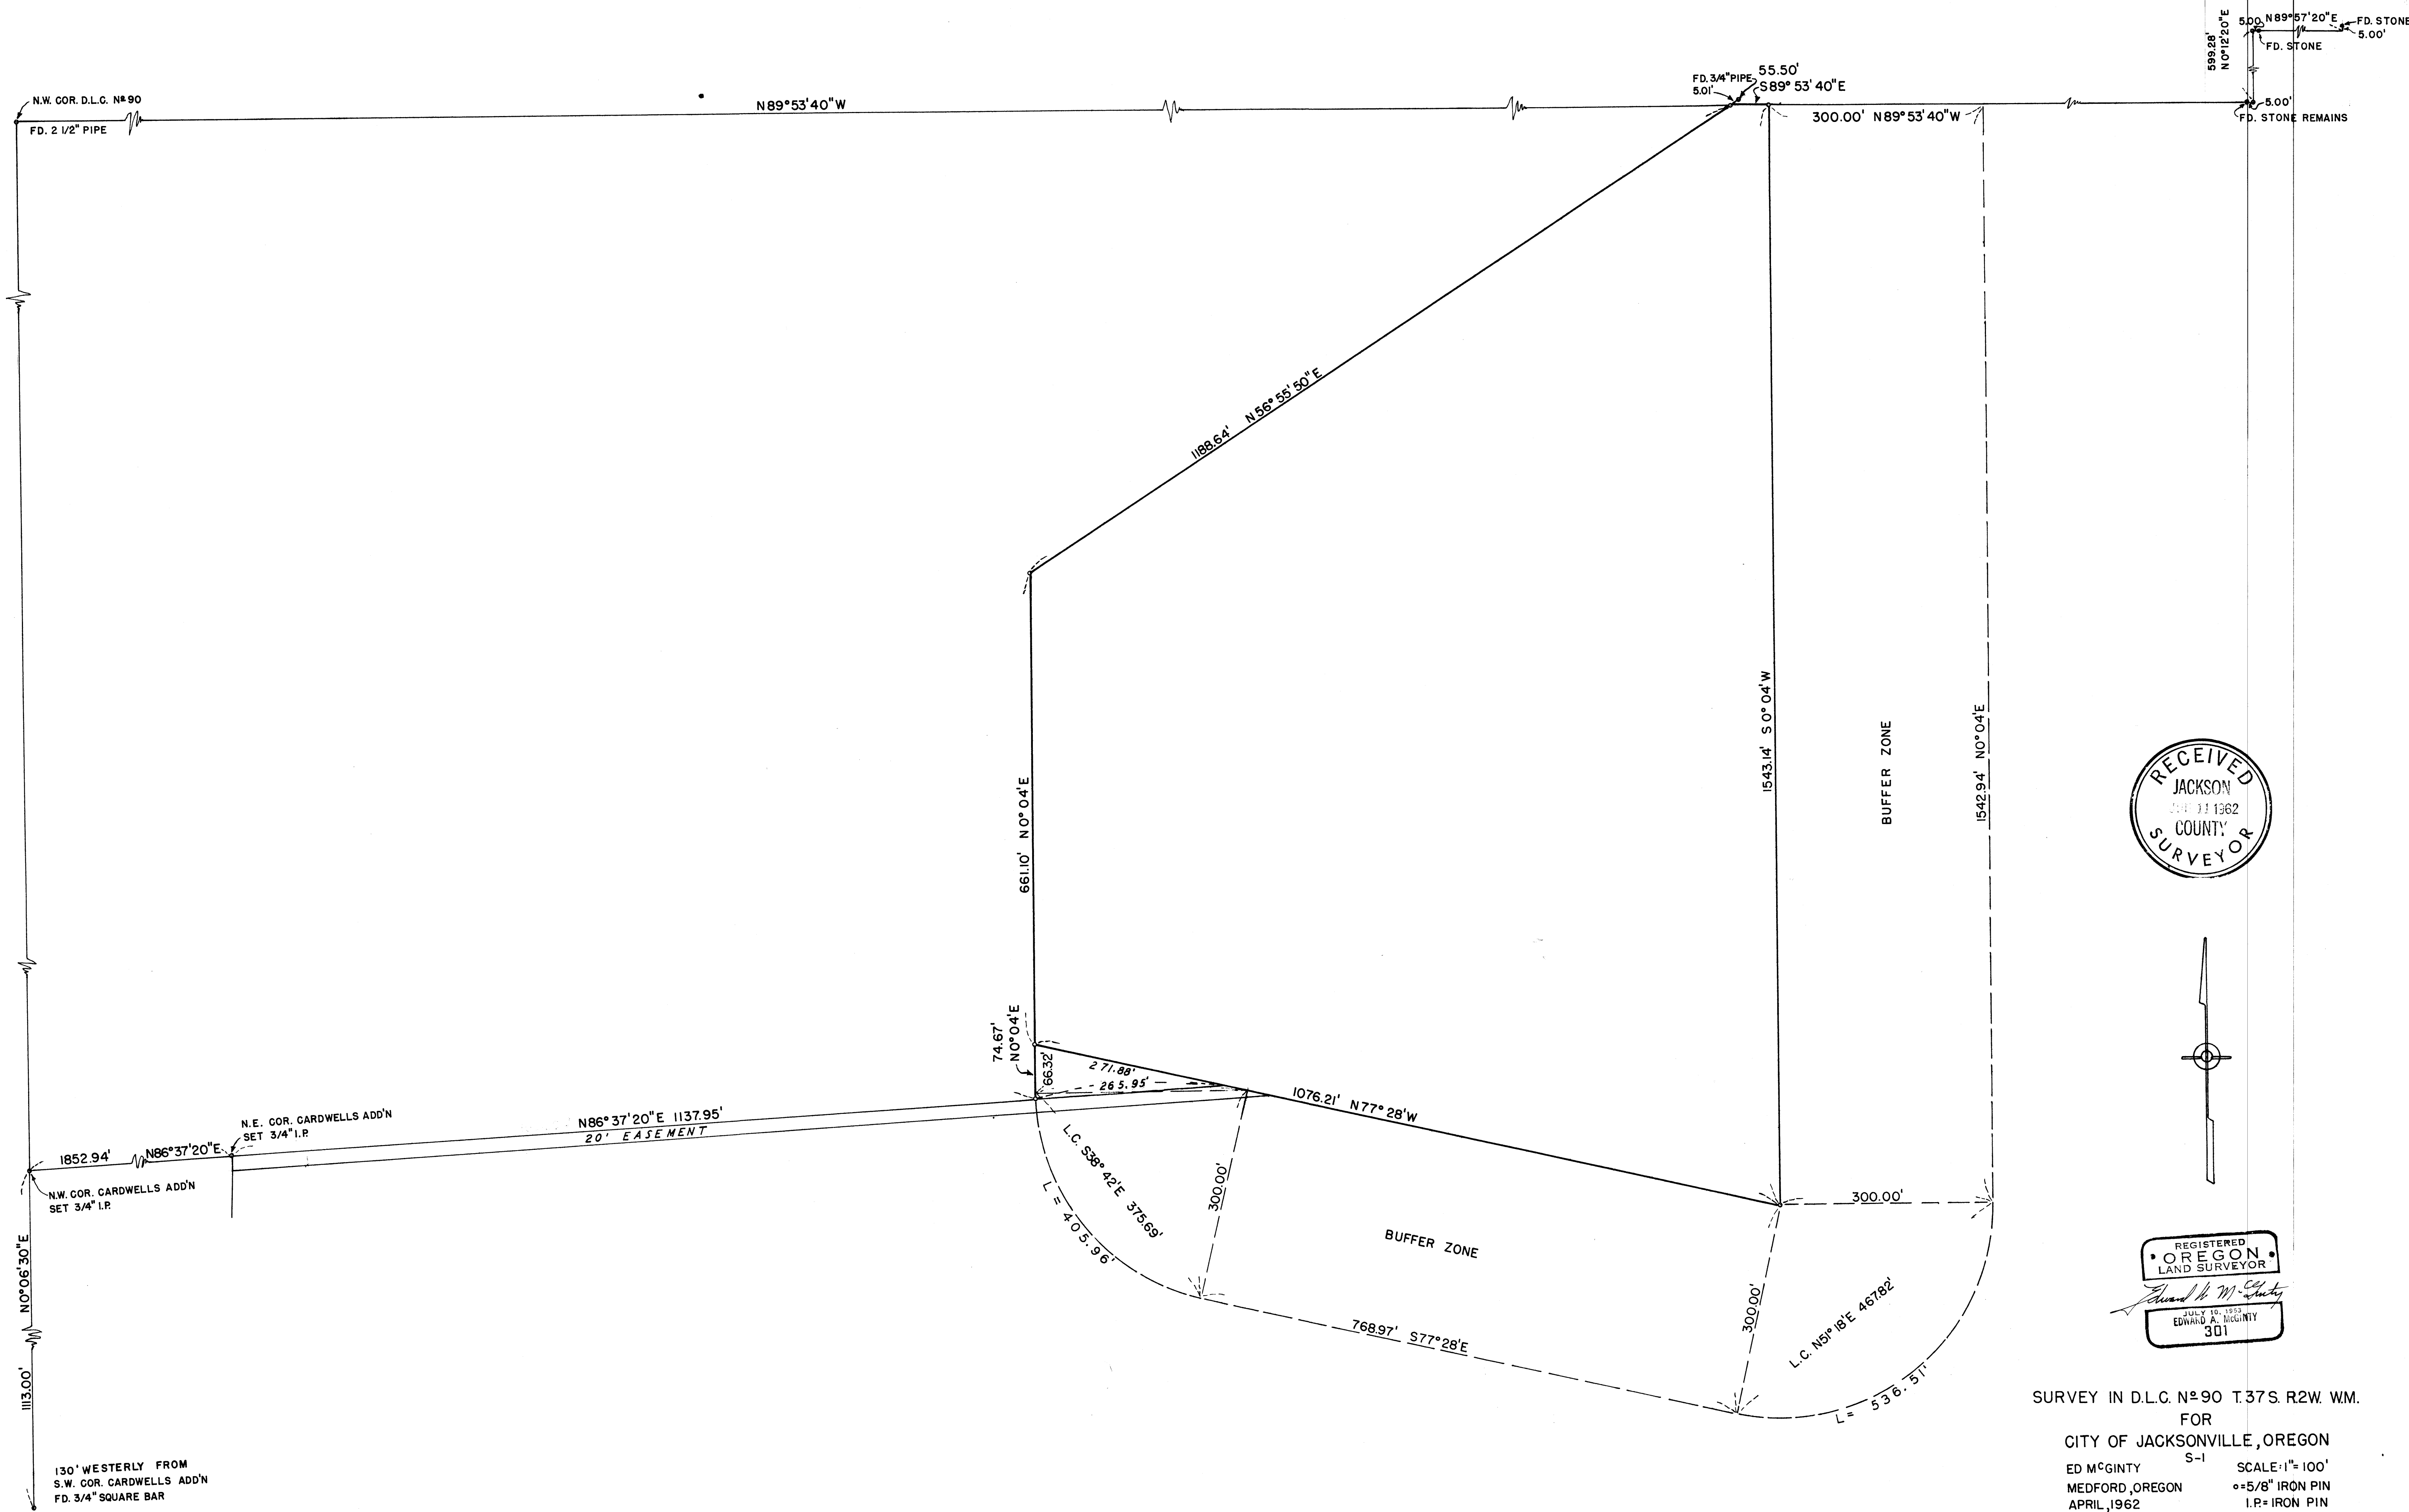 599.28'
N0°12'20"E
5.00
N89°57'20"E
FD. STONE
5.00'
FD. STONE
N.W. COR. D.L.C. Nº 90
FD. 2 1/2" PIPE
N89°53'40"W
FD. 3/4" PIPE
5.01'
55.50'
S89°53'40"E
300.00' N89°53'40"W
5.00'
FD. STONE REMAINS
1188.64' N56°55'50"E
661.10' N0°04'E
1543.14' S0°04'W
BUFFER ZONE
1542.94' N0°04'E
RECEIVED
JACKSON
1962
COUNTY
SURVEYOR
74.67'
N0°04'E
66.32'
271.88'
265.95'
1076.21' N77°28'W
N.E. COR. CARDWELLS ADD'N
SET 3/4" I.P.
N86°37'20"E 1137.95'
20' EASEMENT
1852.94'
N86°37'20"E
N.W. COR. CARDWELLS ADD'N
SET 3/4" I.P.
L.C. S38°42'E 375.69'
L = 405.96'
300.00'
BUFFER ZONE
300.00'
768.97' S77°28'E
300.00'
L.C. N51°18'E 467.82'
L = 536.51'
N0°06'30"E
1113.00'
130' WESTERLY FROM
S.W. COR. CARDWELLS ADD'N
FD. 3/4" SQUARE BAR
REGISTERED
OREGON
LAND SURVEYOR
Edward A. McGinty
JULY 10, 1953
EDWARD A. McGINTY
301
SURVEY IN D.L.C. Nº 90 T.37S. R.2W. W.M.
FOR
CITY OF JACKSONVILLE, OREGON
S-1
ED McGINTY
SCALE: 1"=100'
MEDFORD, OREGON
o=5/8" IRON PIN
APRIL, 1962
I.P.= IRON PIN